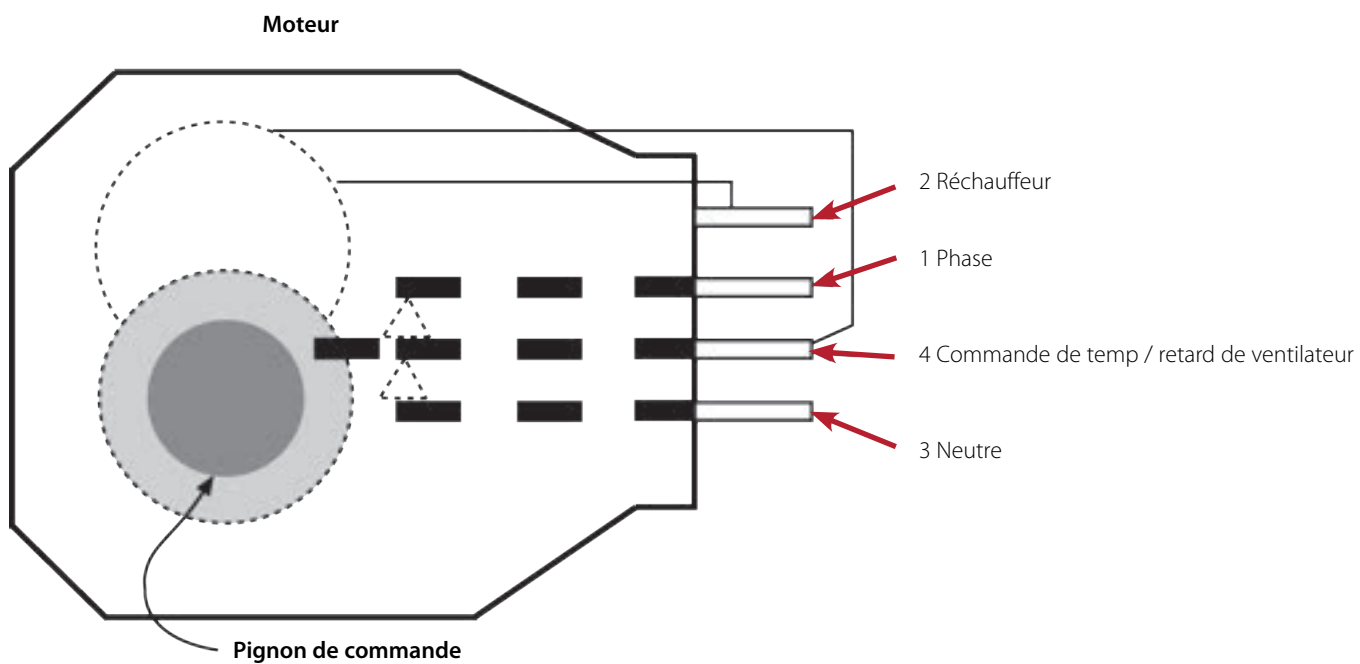 Moteur
2 Réchauffeur
1 Phase
4 Commande de temp / retard de ventilateur
3 Neutre
Pignon de commande